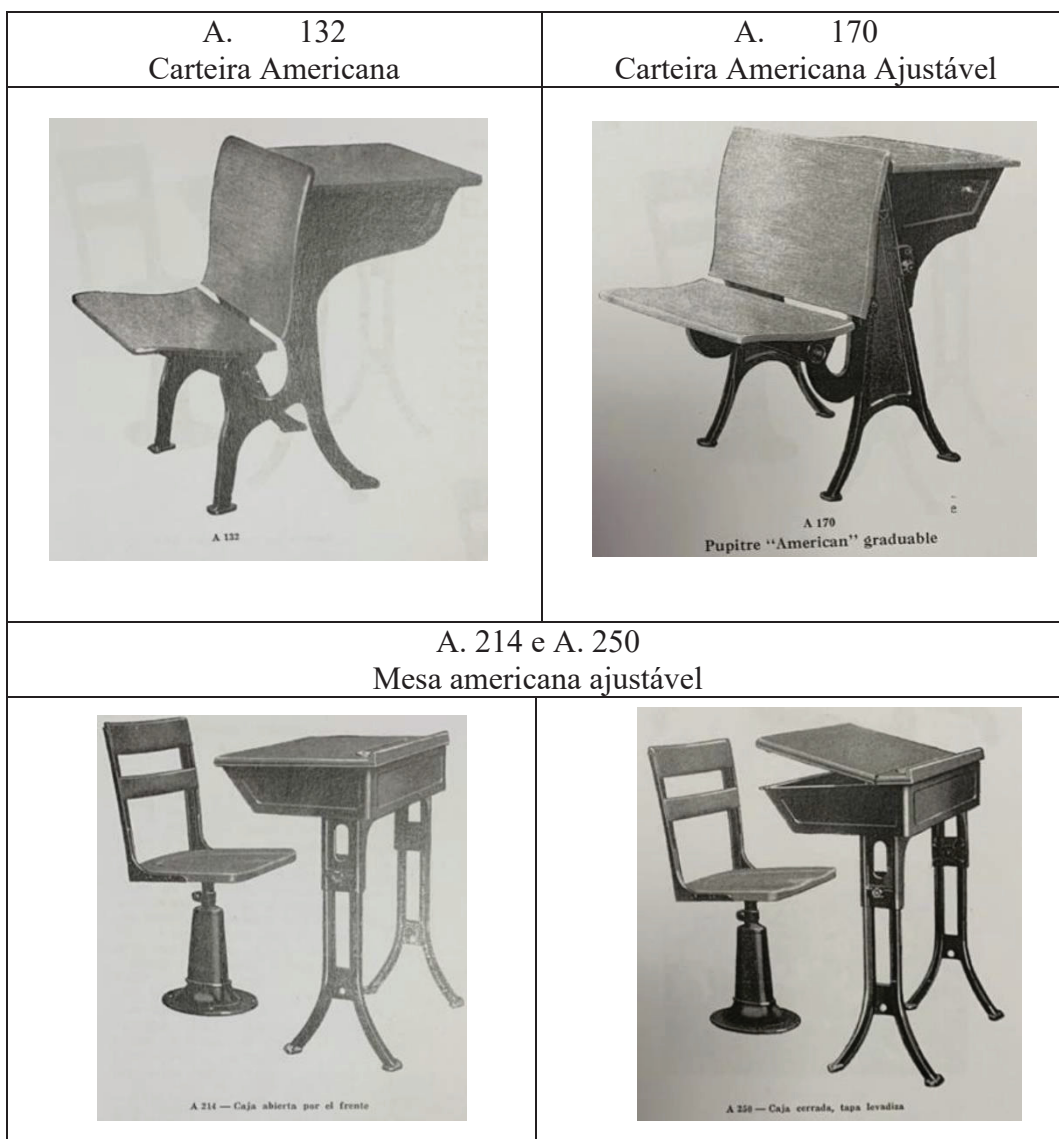 A. 132
Carteira Americana
A. 170
Carteira Americana Ajustável
A 132
A 170
Pupitre “American” graduable
A. 214 e A. 250
Mesa americana ajustável
A 214 — Caja abierta por el frente
A 250 — Caja cerrada, tapa levadiza